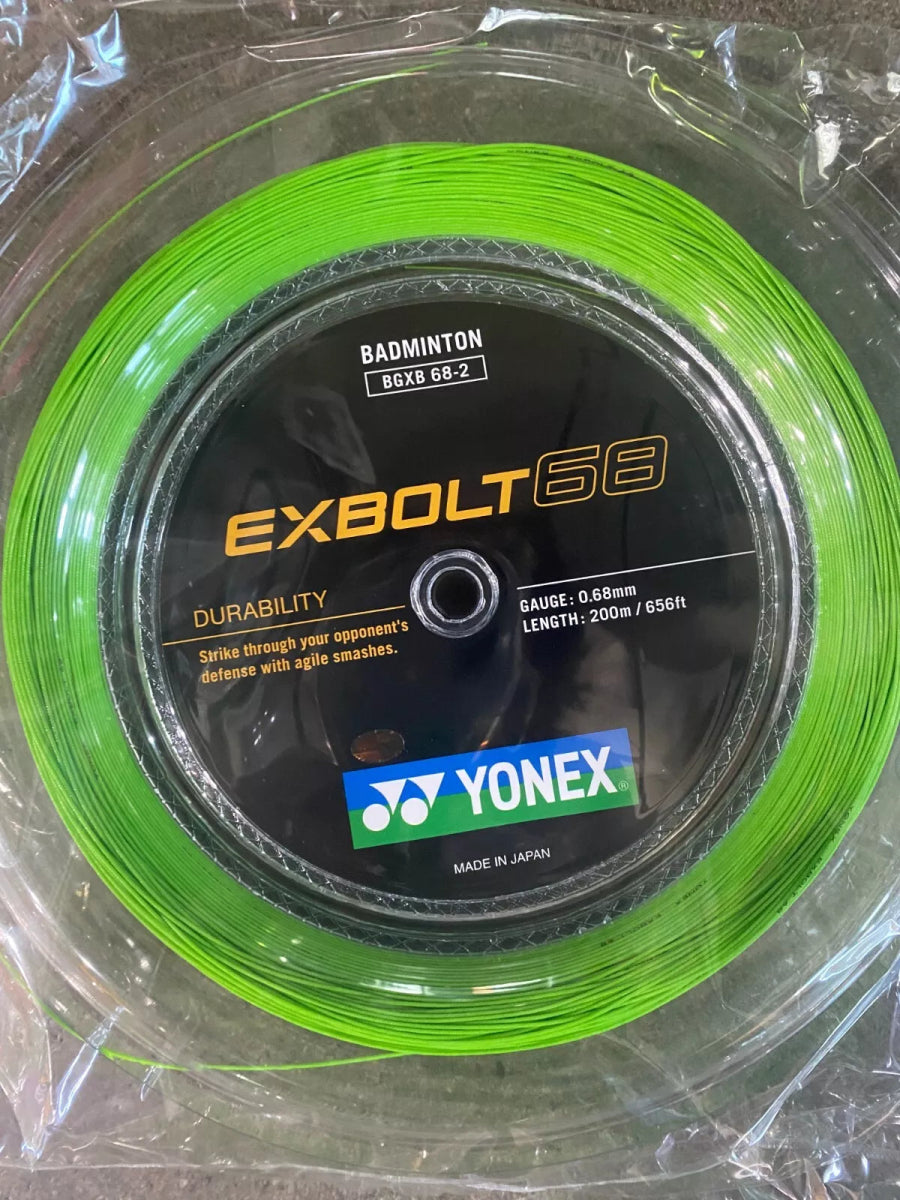 BADMINTON
BGXB 68-2
EXBOLT68
DURABILITY
Strike through your opponent's
defense with agile smashes.
GAUGE: 0.68mm
LENGTH: 200m / 656ft
YONEX®
MADE IN JAPAN